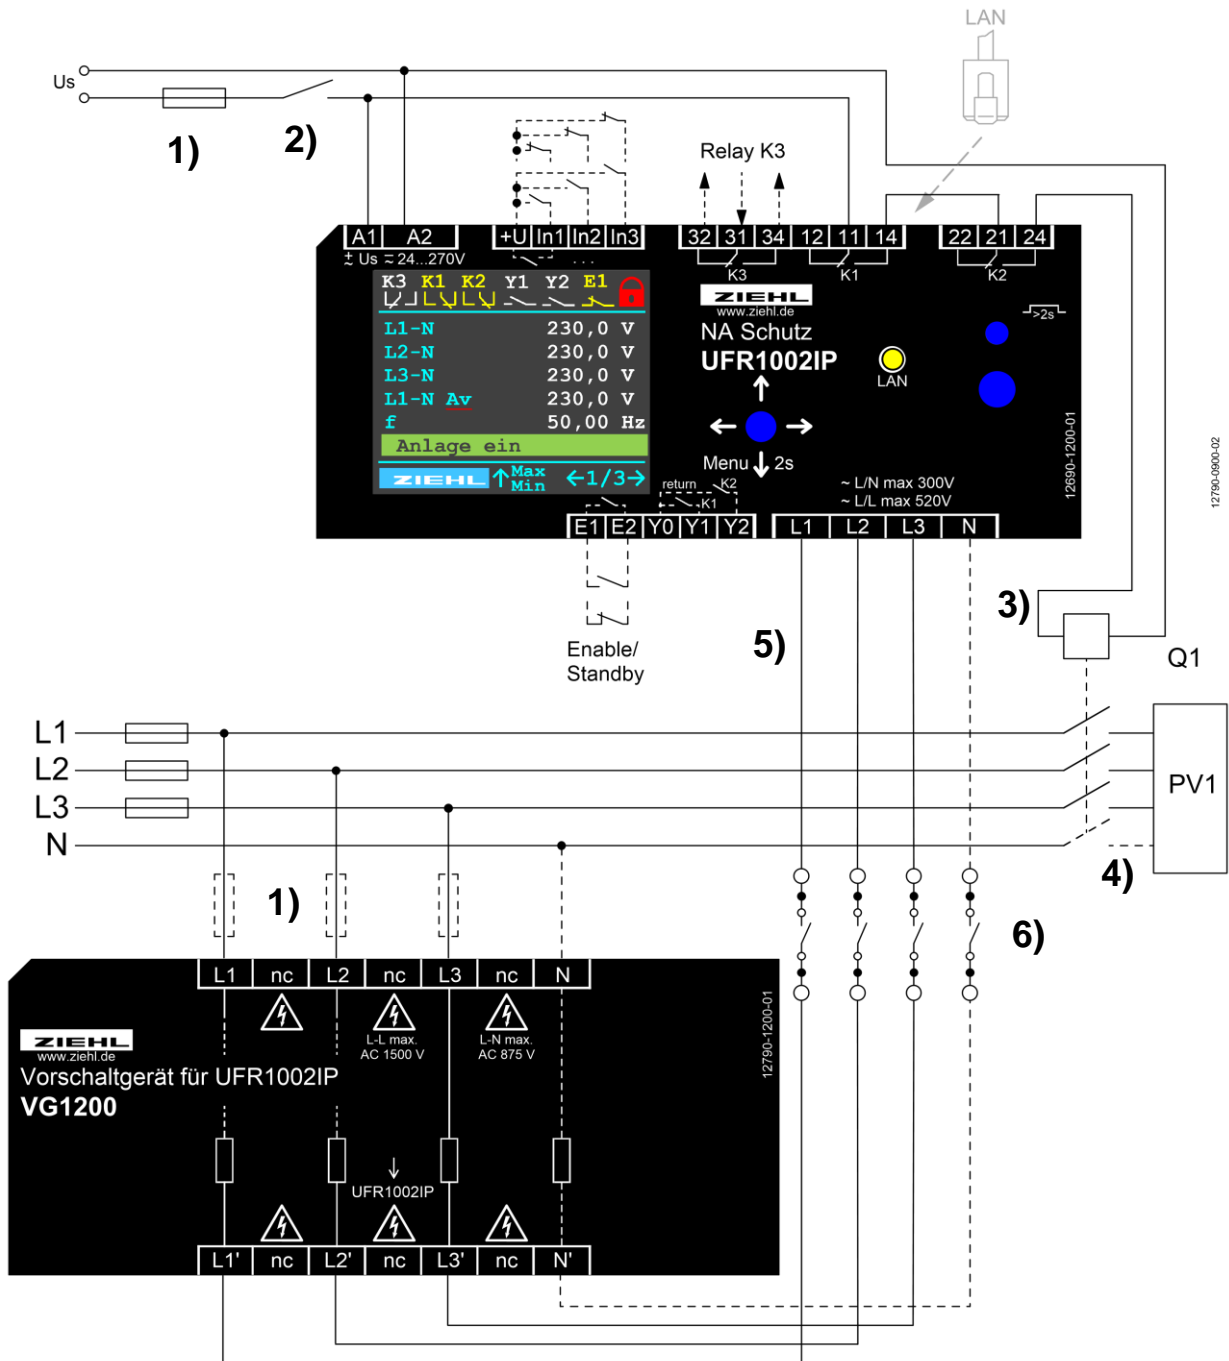 LAN
Us
1)
2)
Relay K3
A1 A2 +U In1 In2 In3 32 31 34 12 11 14 22 21 24
Us 24...270V
. . .
K3 K1 K2
K3 K1 K2 Y1 Y2 E1
ZIEHL
www.ziehl.de
>2s
NA Schutz
UFR1002IP
LAN
L1-N 230,0 V
L2-N 230,0 V
L3-N 230,0 V
L1-N Av 230,0 V
f 50,00 Hz
Anlage ein
ZIEHL ↑Max Min ←1/3→
Menu 2s
return K2
K1
~ L/N max 300V
~ L/L max 520V
12690-1200-01
12790-0900-02
E1 E2 Y0 Y1 Y2 L1 L2 L3 N
3)
Enable/
Standby
5)
Q1
L1
L2
L3
N
PV1
4)
1)
6)
L1 nc L2 nc L3 nc N
L-L max.
AC 1500 V
L-N max.
AC 875 V
12790-1200-01
ZIEHL
www.ziehl.de
Vorschaltgerät für UFR1002IP
VG1200
UFR1002IP
L1' nc L2' nc L3' nc N'